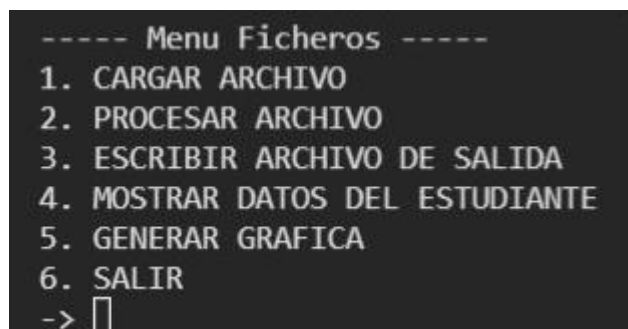 ----- Menu Ficheros -----
1. CARGAR ARCHIVO
2. PROCESAR ARCHIVO
3. ESCRIBIR ARCHIVO DE SALIDA
4. MOSTRAR DATOS DEL ESTUDIANTE
5. GENERAR GRAFICA
6. SALIR
->